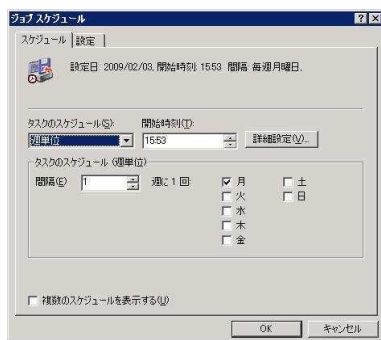 ジョブ スケジュール
スケジュール 設定
設定日: 2009/02/03, 開始時刻: 15:53 間隔: 毎週月曜日.
タスクのスケジュール(S): 開始時刻(T):
週単位 15:53 詳細設定(V)...
タスクのスケジュール (週単位)
間隔(E) 1 週に 1 回: 月 土
火 日
水
木
金
複数のスケジュールを表示する(U)
OK キャンセル